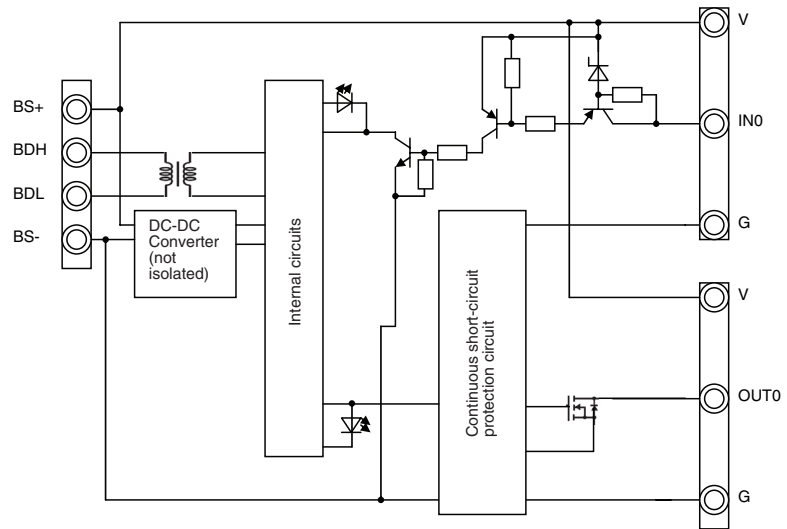 BS+
BDH
BDL
BS-
DC-DC
Converter
(not
isolated)
Internal circuits
Continuous short-circuit
protection circuit
V
IN0
G
V
OUT0
G